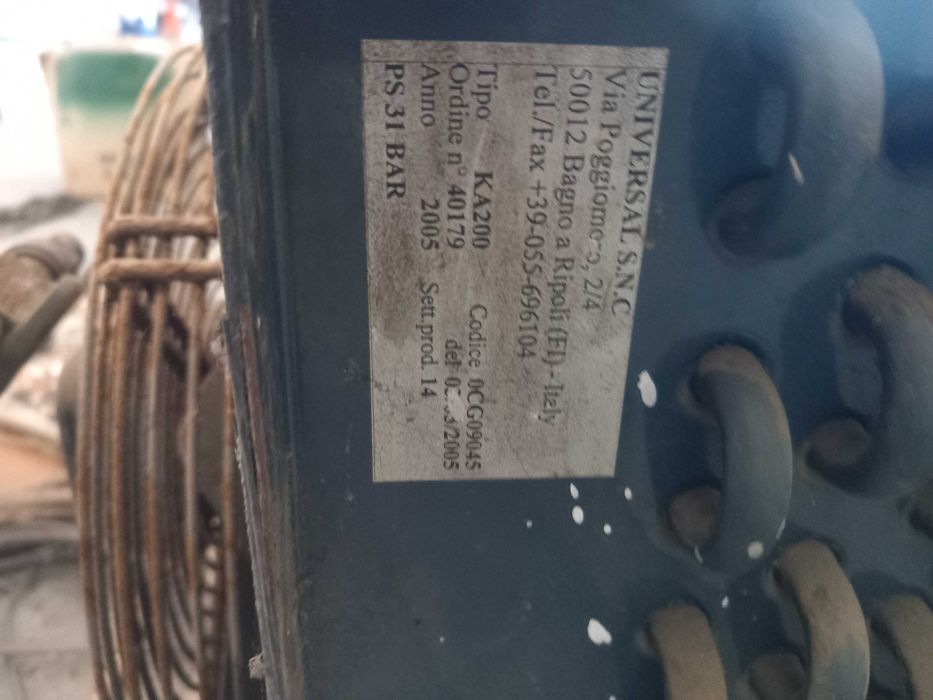 UNIVERSAL S.N.C
Via 2/4
50012 Bagno a Ripoli (FI) - Italy
Tel./Fax +39-055-696104
Tipo KA200 Codice 0CG09045
Ordine n° 40179 del
Anno 2005 Sett.prod. 14
PS 31 BAR